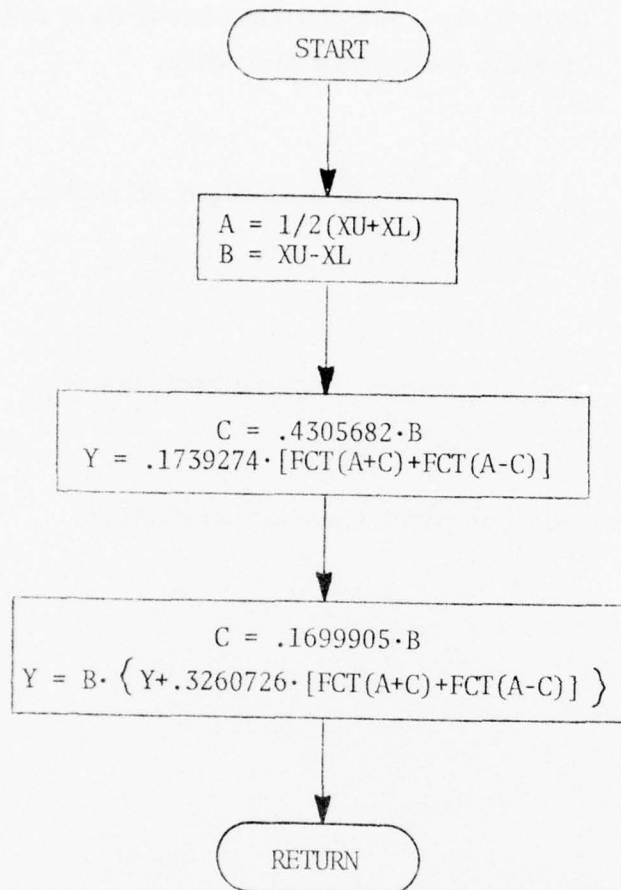 START
A = 1/2(XU+XL)
B = XU-XL
C = .4305682·B
Y = .1739274·[FCT(A+C)+FCT(A-C)]
C = .1699905·B
Y = B·{Y+.3260726·[FCT(A+C)+FCT(A-C)]}
RETURN